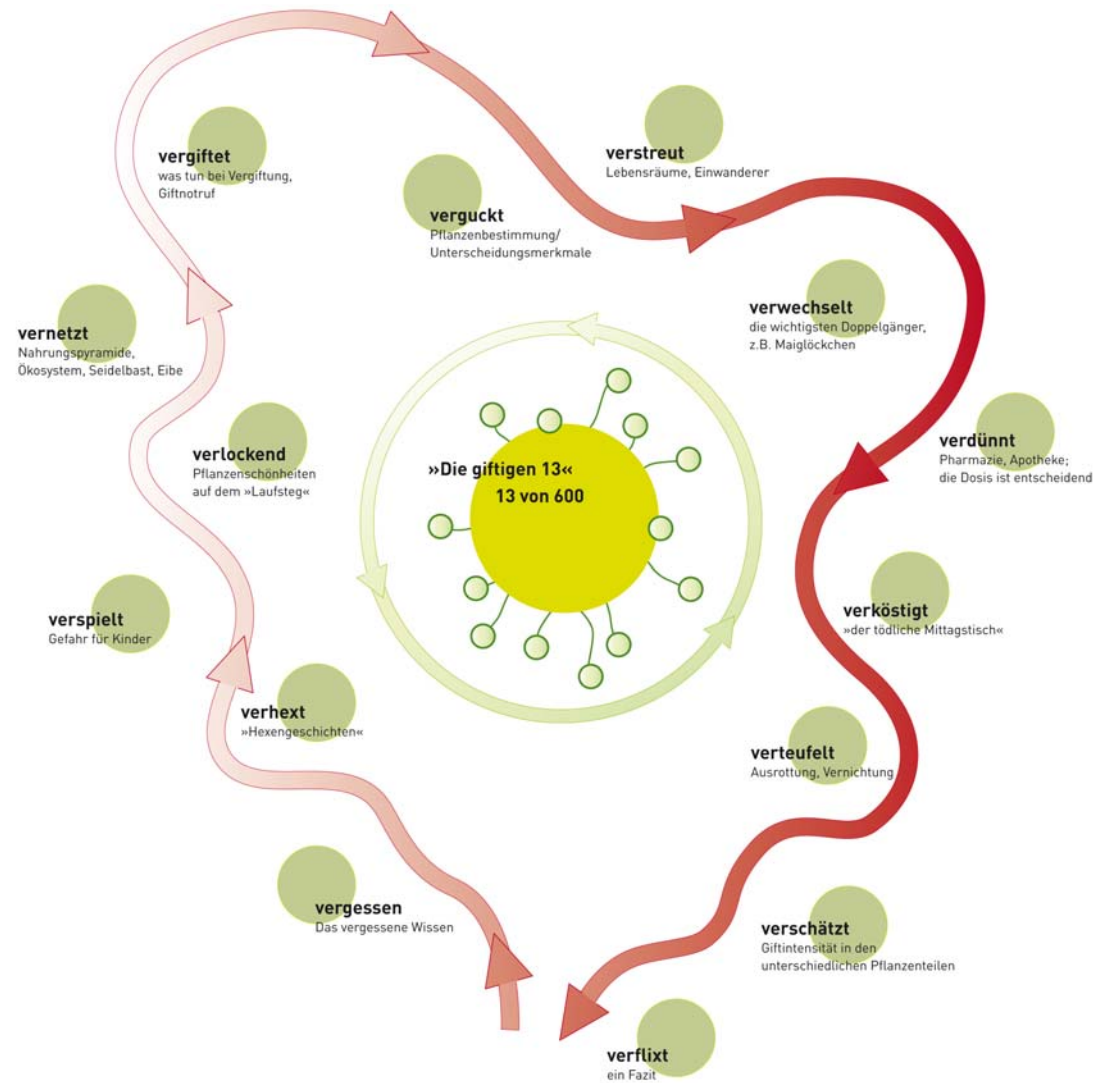 vergiftet
was tun bei Vergiftung,
Giftnotruf
verstreut
Lebensräume, Einwanderer
verguckt
Pflanzenbestimmung/
Unterscheidungsmerkmale
vernetzt
Nahrungspyramide,
Ökosystem, Seidelbast, Eibe
verwechselt
die wichtigsten Doppelgänger,
z.B. Maiglöckchen
verlockend
Pflanzenschönheiten
auf dem »Laufsteg«
»Die giftigen 13«
13 von 600
verdünnt
Pharmazie, Apotheke;
die Dosis ist entscheidend
verspielt
Gefahr für Kinder
verköstigt
»der tödliche Mittagstisch«
verhext
»Hexengeschichten«
verteufelt
Ausrottung, Vernichtung
vergessen
Das vergessene Wissen
verschätzt
Giftintensität in den
unterschiedlichen Pflanzenteilen
verflixt
ein Fazit